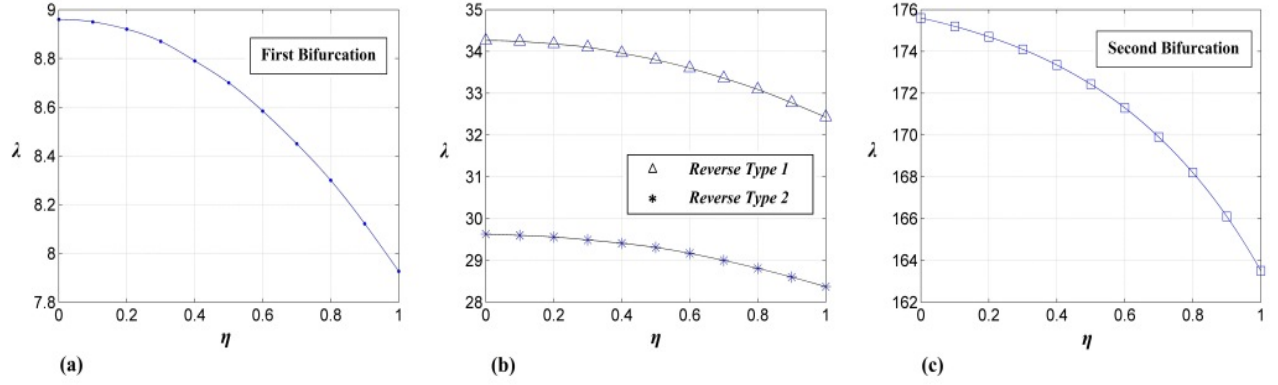 9
8.8
8.6
8.4
8.2
8
7.8
λ
0 0.2 0.4 0.6 0.8 1
η
First Bifurcation
(a)
35
34
33
32
31
30
29
28
λ
0 0.2 0.4 0.6 0.8 1
η
Reverse Type 1
Reverse Type 2
(b)
176
174
172
170
168
166
164
162
λ
0 0.2 0.4 0.6 0.8 1
η
Second Bifurcation
(c)